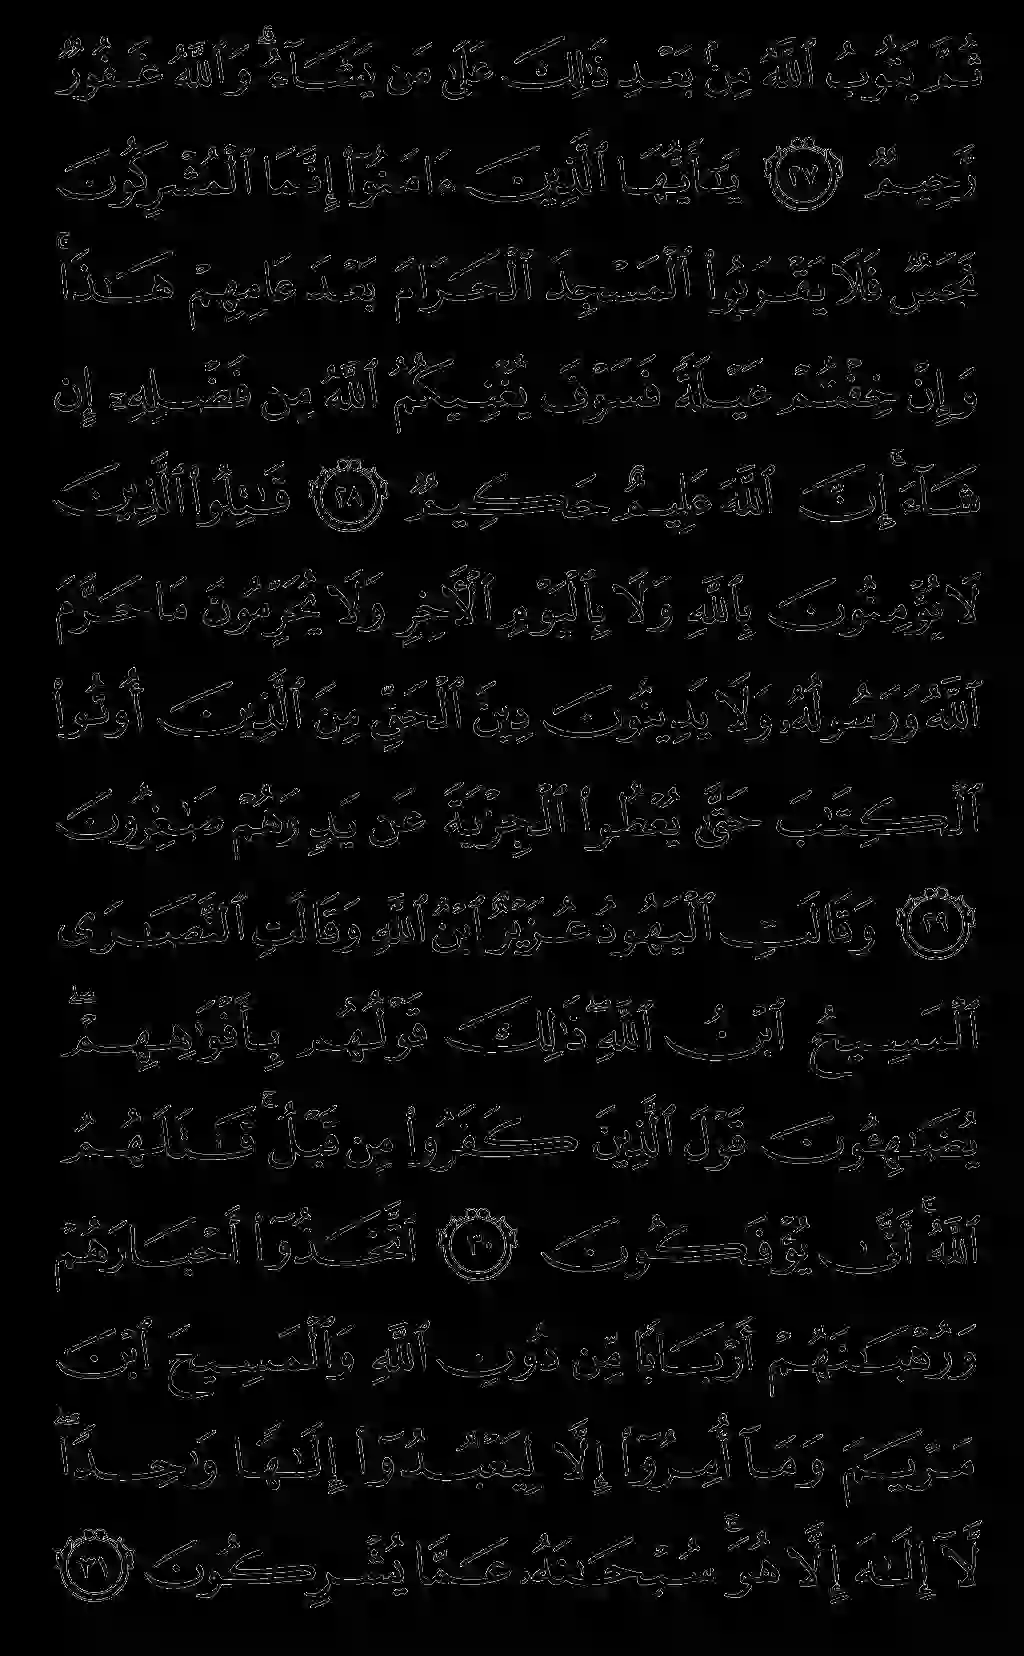 ثُمَّ يَتُوبُ ٱللَّهُ مِنۢ بَعْدِ ذَٰلِكَ عَلَىٰ مَن يَشَآءُ ۗ وَٱللَّهُ غَفُورٌ
رَّحِيمٌ ٢٧ يَـٰٓأَيُّهَا ٱلَّذِينَ ءَامَنُوٓا۟ إِنَّمَا ٱلْمُشْرِكُونَ
نَجَسٌ فَلَا يَقْرَبُوا۟ ٱلْمَسْجِدَ ٱلْحَرَامَ بَعْدَ عَامِهِمْ هَـٰذَا ۚ
وَإِنْ خِفْتُمْ عَيْلَةً فَسَوْفَ يُغْنِيكُمُ ٱللَّهُ مِن فَضْلِهِۦٓ إِن
شَآءَ ۚ إِنَّ ٱللَّهَ عَلِيمٌ حَكِيمٌ ٢٨ قَـٰتِلُوا۟ ٱلَّذِينَ
لَا يُؤْمِنُونَ بِٱللَّهِ وَلَا بِٱلْيَوْمِ ٱلْـَٔاخِرِ وَلَا يُحَرِّمُونَ مَا حَرَّمَ
ٱللَّهُ وَرَسُولُهُۥ وَلَا يَدِينُونَ دِينَ ٱلْحَقِّ مِنَ ٱلَّذِينَ أُوتُوا۟
ٱلْكِتَـٰبَ حَتَّىٰ يُعْطُوا۟ ٱلْجِزْيَةَ عَن يَدٍ وَهُمْ صَـٰغِرُونَ
٢٩ وَقَالَتِ ٱلْيَهُودُ عُزَيْرٌ ٱبْنُ ٱللَّهِ وَقَالَتِ ٱلنَّصَـٰرَى
ٱلْمَسِيحُ ٱبْنُ ٱللَّهِ ۖ ذَٰلِكَ قَوْلُهُم بِأَفْوَٰهِهِمْ ۖ
يُضَـٰهِـُٔونَ قَوْلَ ٱلَّذِينَ كَفَرُوا۟ مِن قَبْلُ ۚ قَـٰتَلَهُمُ
ٱللَّهُ ۚ أَنَّىٰ يُؤْفَكُونَ ٣٠ ٱتَّخَذُوٓا۟ أَحْبَارَهُمْ
وَرُهْبَـٰنَهُمْ أَرْبَابًا مِّن دُونِ ٱللَّهِ وَٱلْمَسِيحَ ٱبْنَ
مَرْيَمَ وَمَآ أُمِرُوٓا۟ إِلَّا لِيَعْبُدُوٓا۟ إِلَـٰهًا وَٰحِدًا ۖ
لَّآ إِلَـٰهَ إِلَّا هُوَ ۚ سُبْحَـٰنَهُۥ عَمَّا يُشْرِكُونَ ٣١